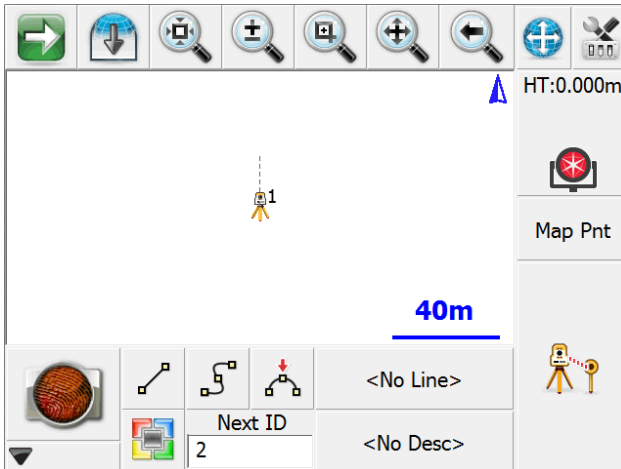 HT:0.000m
1
Map Pnt
40m
<No Line>
Next ID
2
<No Desc>